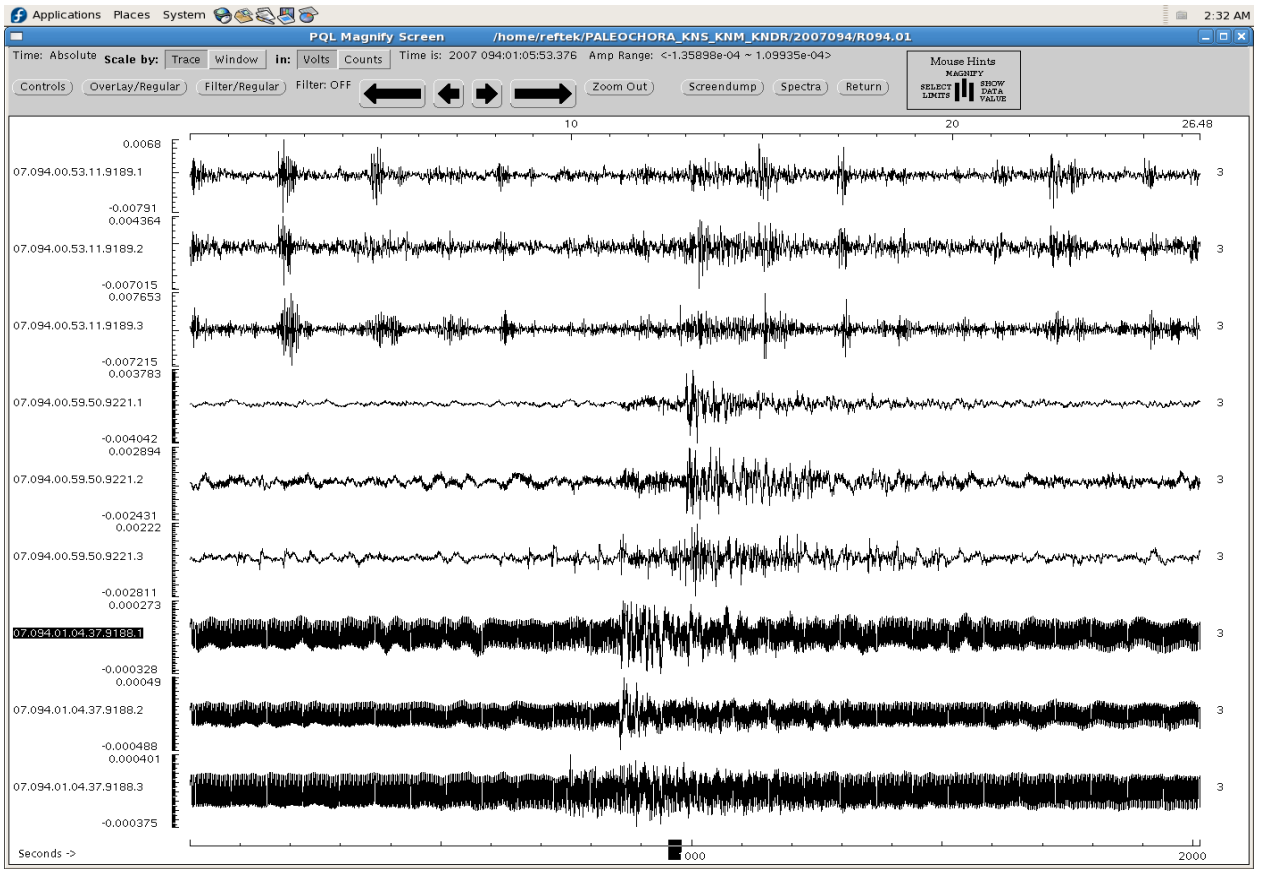 Applications Places System 2:32 AM
PQL Magnify Screen /home/reftek/PALEOCHORA_KNS_KNM_KNDR/2007094/R094.01
Time: Absolute Scale by: Trace Window in: Volts Counts Time is: 2007 094:01:05:53.376 Amp Range: <-1.35898e-04 ~ 1.09935e-04>
Controls OverLay/Regular Filter/Regular Filter: OFF Zoom Out Screendump Spectra Return
Mouse Hints
MAGNIFY
SELECT LIMITS
SHOW DATA VALUE
10 20 26.48
0.0068
07.094.00.53.11.9189.1 3
-0.00791
0.004364
07.094.00.53.11.9189.2 3
-0.007015
0.007653
07.094.00.53.11.9189.3 3
-0.007215
0.003783
07.094.00.59.50.9221.1 3
-0.004042
0.002894
07.094.00.59.50.9221.2 3
-0.002431
0.00222
07.094.00.59.50.9221.3 3
-0.002811
0.000273
07.094.01.04.37.9188.1 3
-0.000328
0.00049
07.094.01.04.37.9188.2 3
-0.000488
0.000401
07.094.01.04.37.9188.3 3
-0.000375
Seconds -> 000 2000